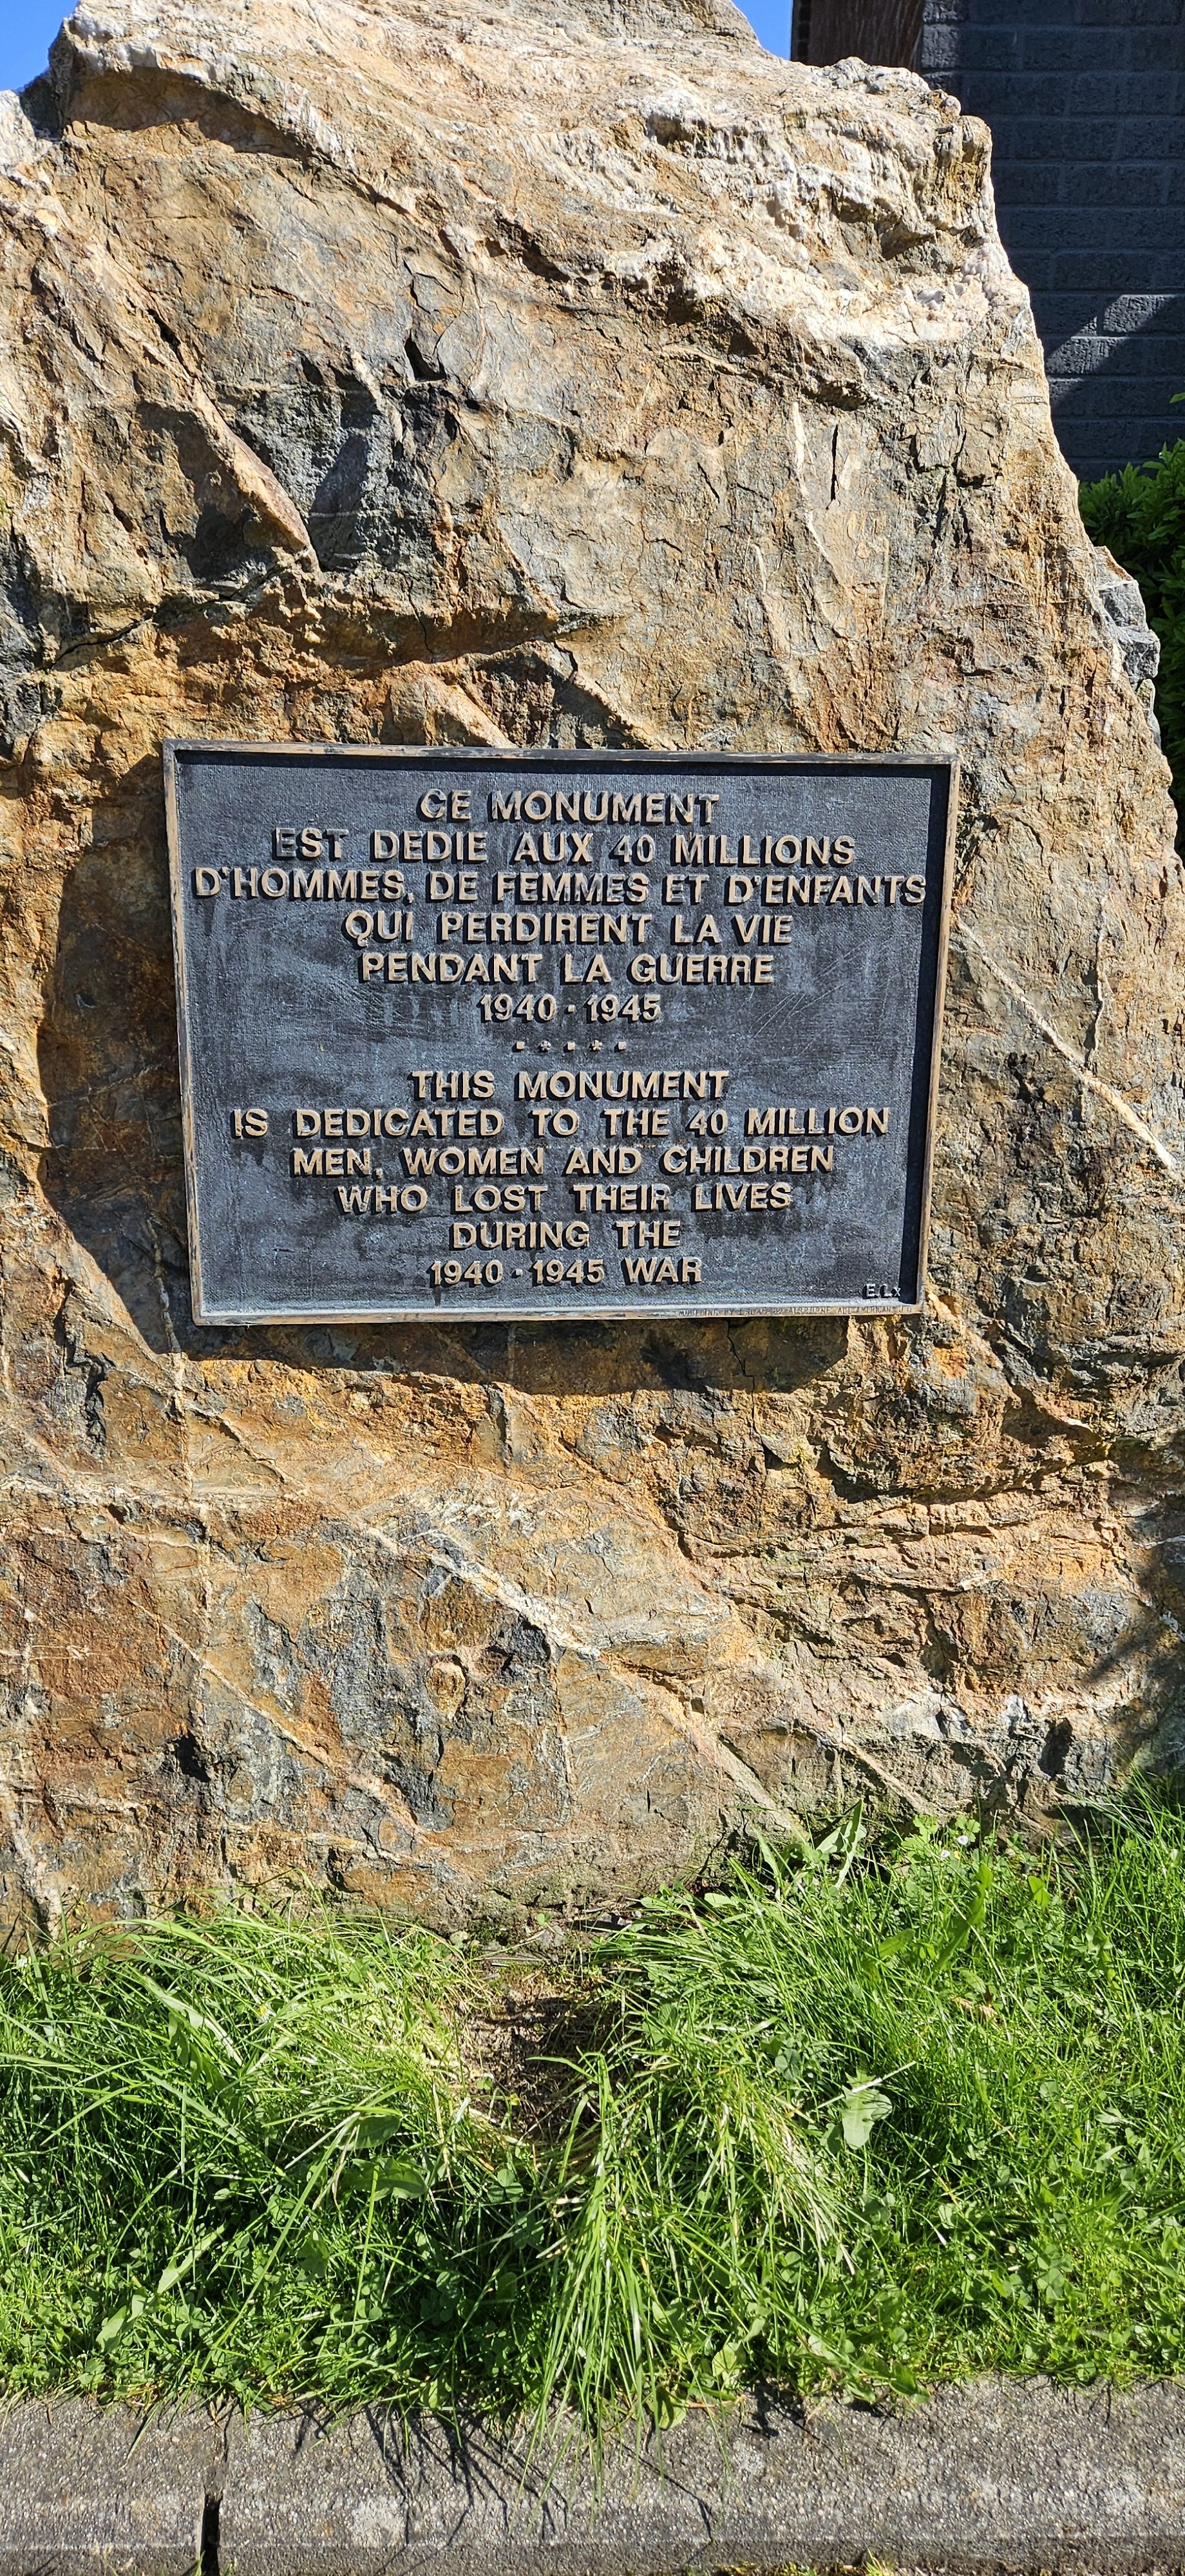 CE MONUMENT
EST DEDIE AUX 40 MILLIONS
D'HOMMES, DE FEMMES ET D'ENFANTS
QUI PERDIRENT LA VIE
PENDANT LA GUERRE
1940 · 1945
THIS MONUMENT
IS DEDICATED TO THE 40 MILLION
MEN, WOMEN AND CHILDREN
WHO LOST THEIR LIVES
DURING THE
1940 · 1945 WAR